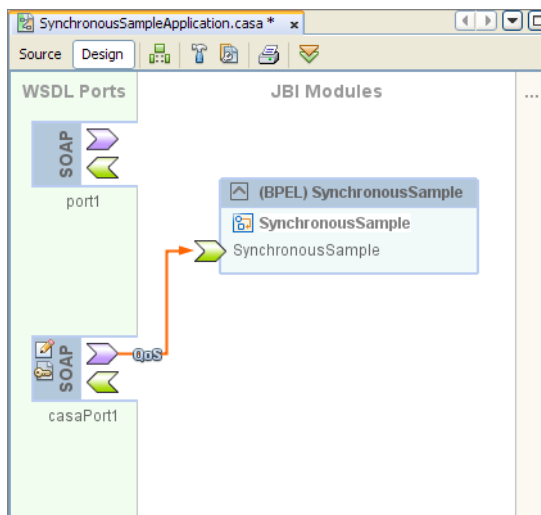 SynchronousSampleApplication.casa * x
Source Design
WSDL Ports JBI Modules ...
SOAP
port1
(BPEL) SynchronousSample
SynchronousSample
SynchronousSample
SOAP
QoS
casaPort1